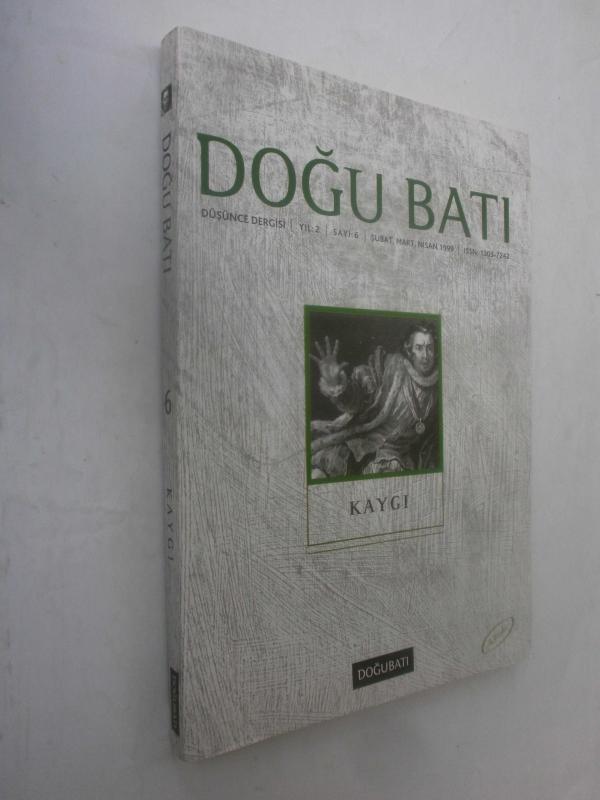 DOĞU BATI
DÜŞÜNCE DERGİSİ | YIL: 2 | SAYI: 6 | ŞUBAT, MART, NİSAN 1999 | ISSN: 1303-7242
KAYGI
DOĞUBATI
DOĞU BATI
6
KAYGI
DOĞUBATI